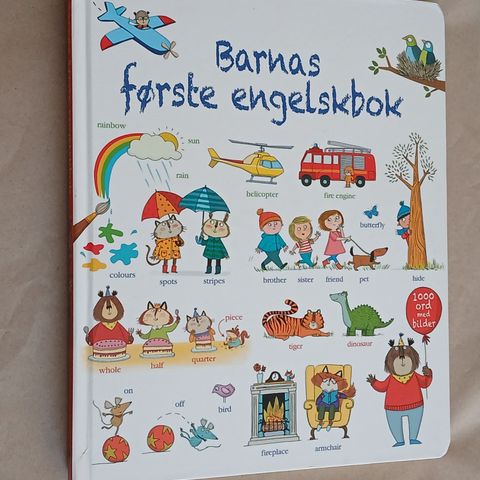 Barnas
første engelskbok
rainbow
sun
rain
helicopter
fire engine
butterfly
colours
spots
stripes
brother
sister
friend
pet
hide
1000
ord med
bilder
piece
whole
half
quarter
tiger
dinosaur
on
off
bird
fireplace
armchair